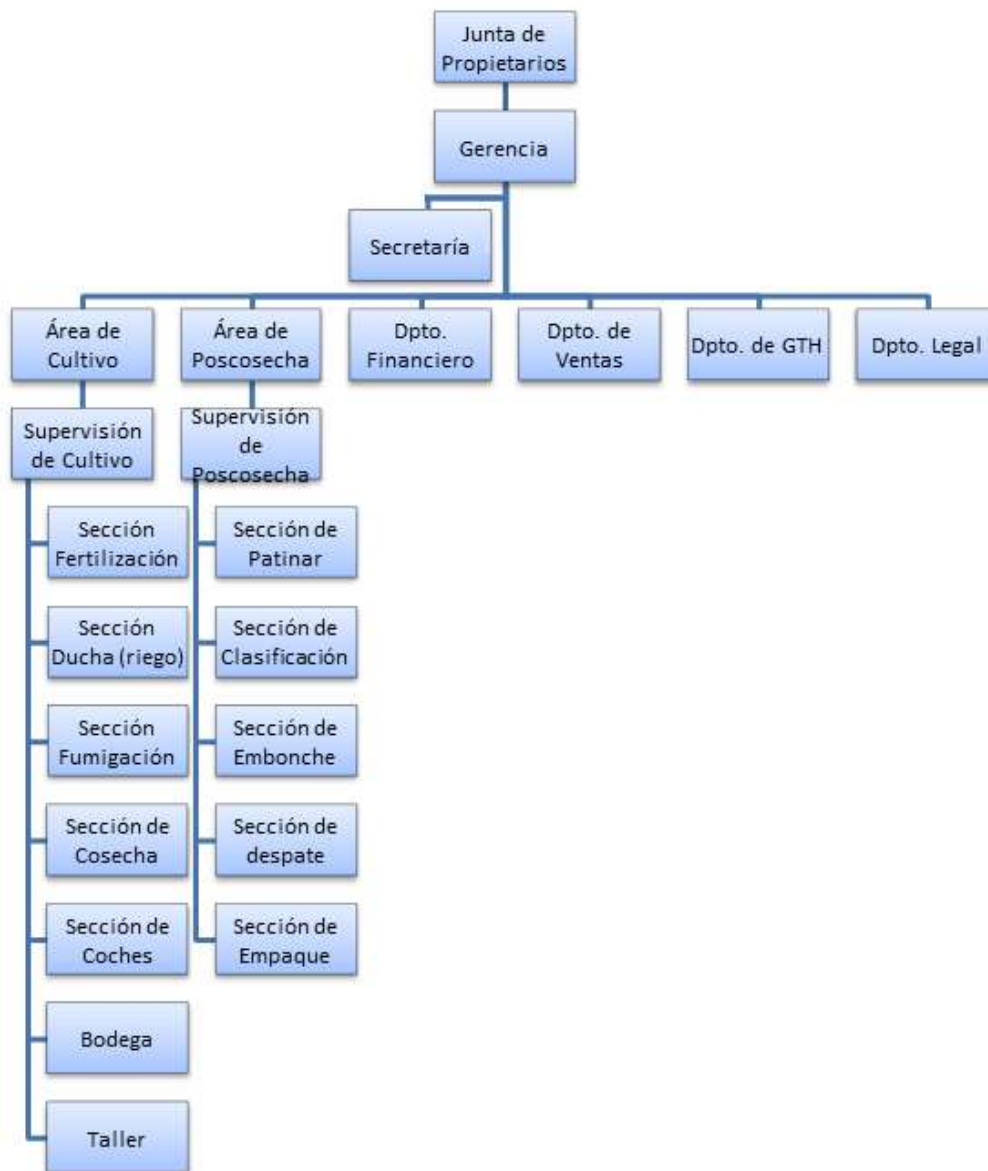 Junta de
Propietarios
Gerencia
Secretaría
Área de
Cultivo
Área de
Poscosecha
Dpto.
Financiero
Dpto. de
Ventas
Dpto. de GTH
Dpto. Legal
Supervisión
de Cultivo
Supervisión
de
Poscosecha
Sección
Fertilización
Sección
Ducha (riego)
Sección
Fumigación
Sección de
Cosecha
Sección de
Coches
Bodega
Taller
Sección de
Patinar
Sección de
Clasificación
Sección de
Embonche
Sección de
despate
Sección de
Empaque